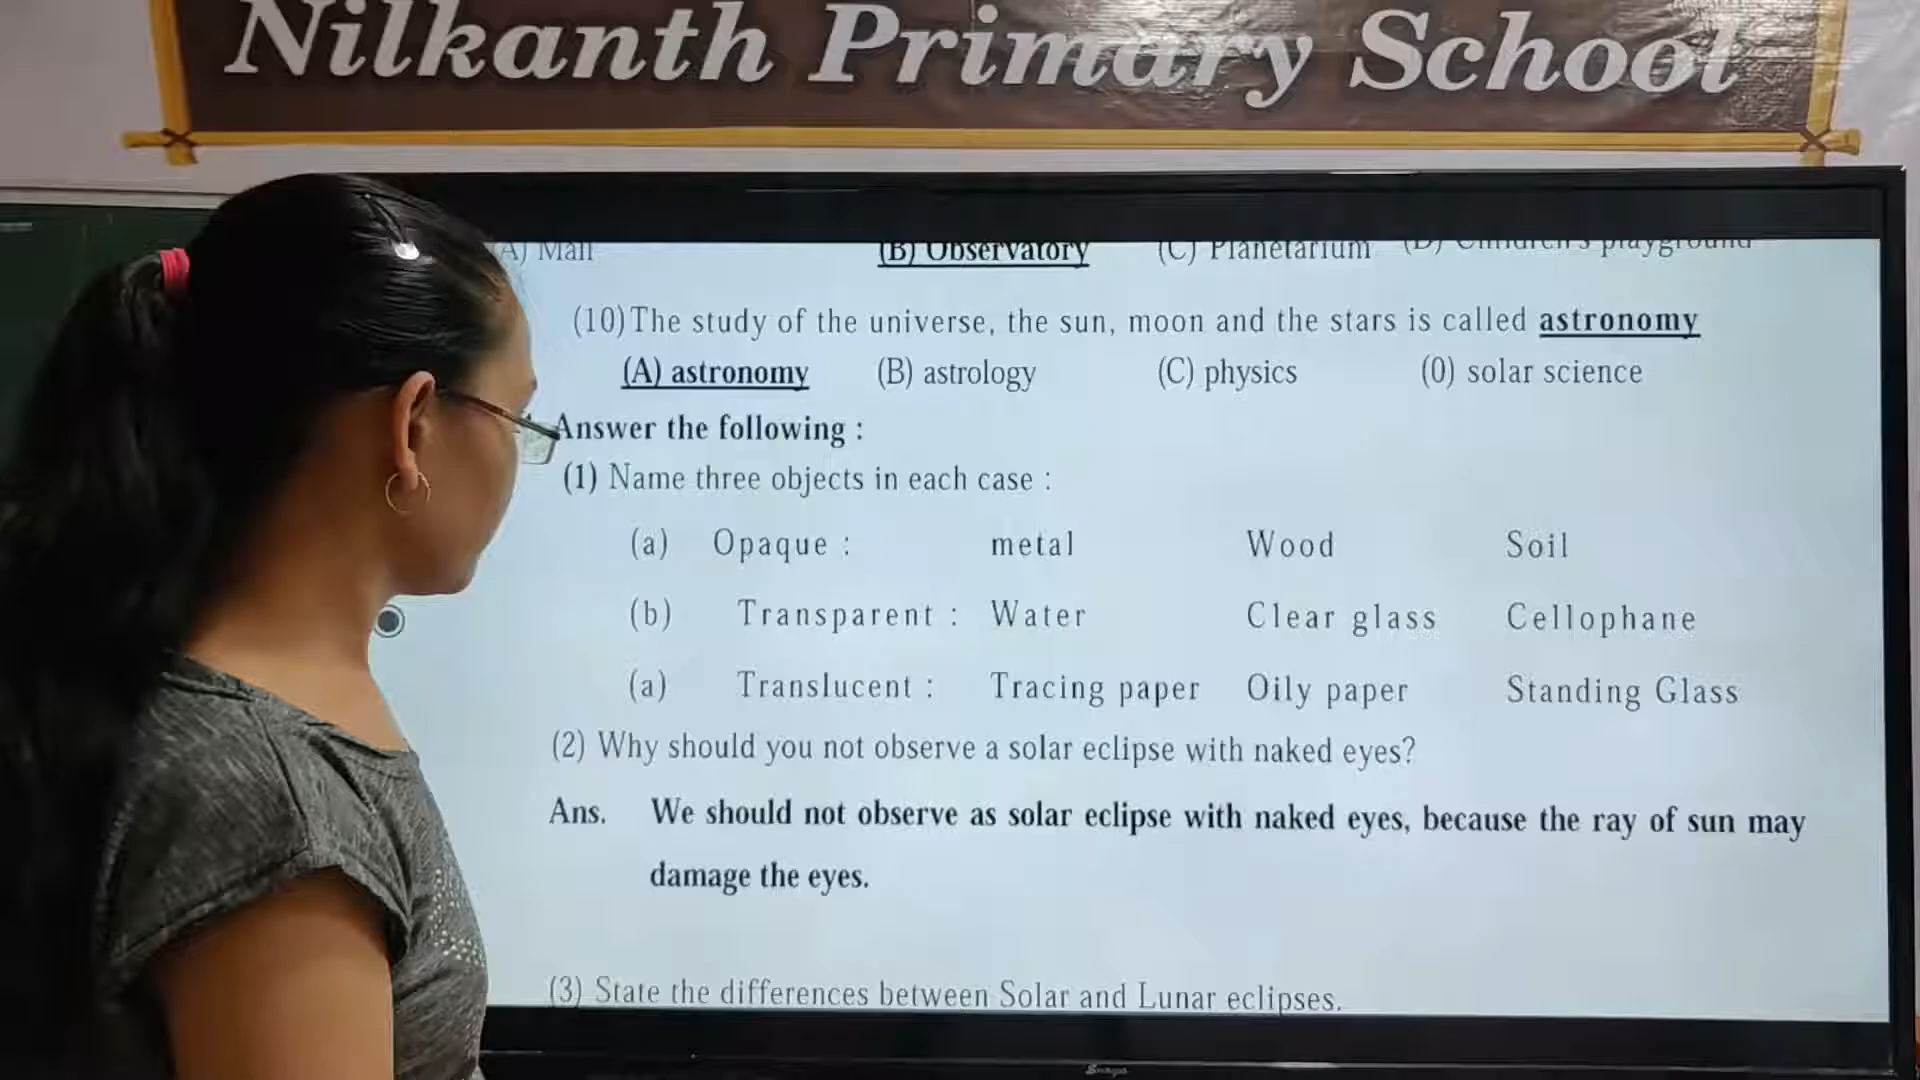 Nilkanth Primary School
(A) Mall (B) Observatory (C) Planetarium (D) Children's playground
(10) The study of the universe, the sun, moon and the stars is called astronomy
(A) astronomy (B) astrology (C) physics (0) solar science
Answer the following :
(1) Name three objects in each case :
(a) Opaque : metal Wood Soil
(b) Transparent : Water Clear glass Cellophane
(a) Translucent : Tracing paper Oily paper Standing Glass
(2) Why should you not observe a solar eclipse with naked eyes?
Ans. We should not observe as solar eclipse with naked eyes, because the ray of sun may
damage the eyes.
(3) State the differences between Solar and Lunar eclipses.